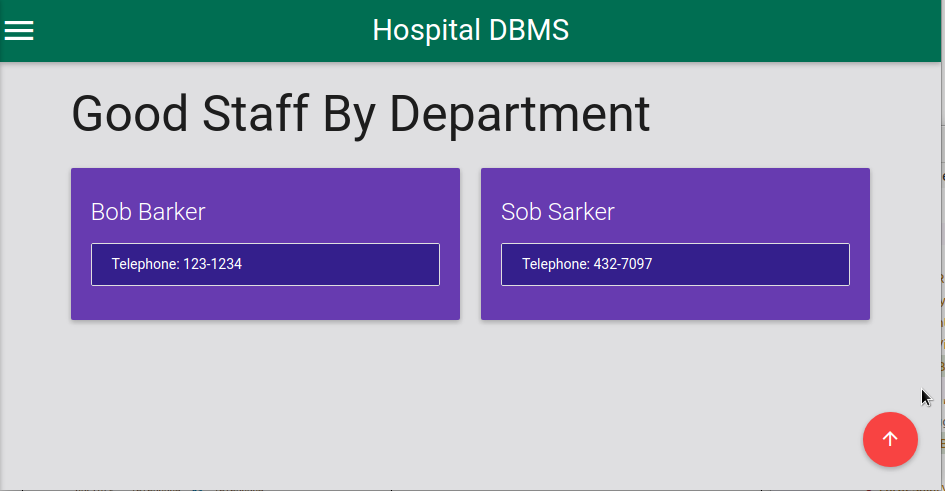 Hospital DBMS
Good Staff By Department
Bob Barker
Sob Sarker
Telephone: 123-1234
Telephone: 432-7097